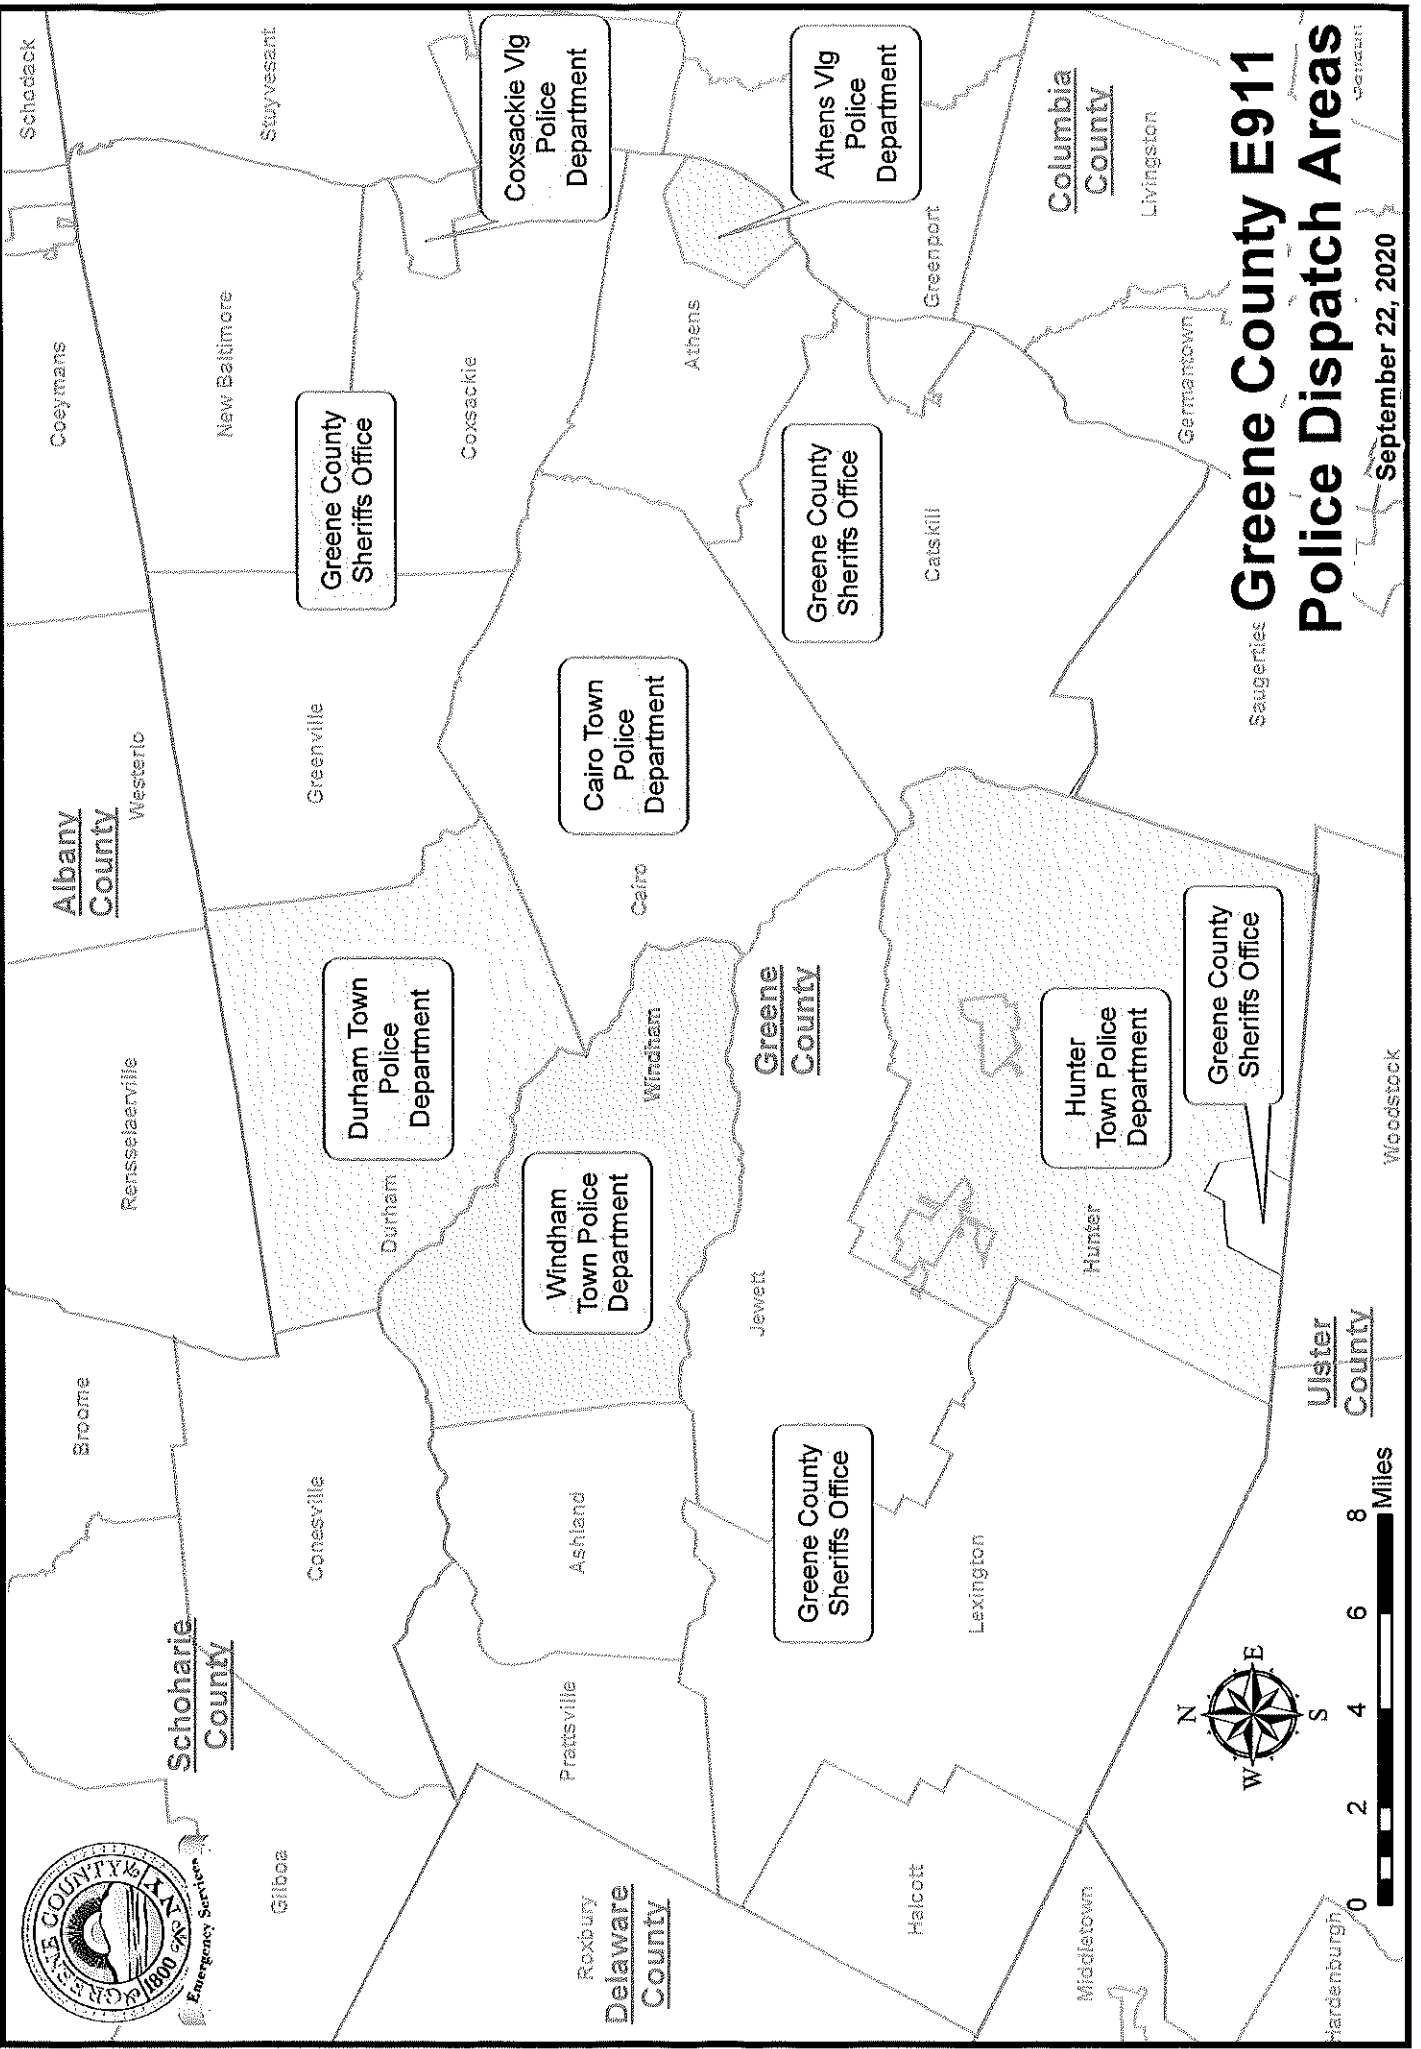 GREENE COUNTY
NY
1800
Emergency Services
Schoharie
County
Albany
County
Broome
Rensselaerville
Westerlo
Coeymans
Schodack
Gilboa
Conesville
Durham
Durham Town
Police
Department
Greenville
Greene County
Sheriffs Office
New Baltimore
Stuyvesant
Coxsackie
Coxsackie Vlg
Police
Department
Roxbury
Delaware
County
Prattsville
Ashland
Windham
Town Police
Department
Windham
Cairo
Cairo Town
Police
Department
Athens
Athens Vlg
Police
Department
Greene
County
Jewett
Greene County
Sheriffs Office
Greene County
Sheriffs Office
Catskill
Greenport
Halcott
Lexington
Hunter
Hunter
Town Police
Department
Greene County
Sheriffs Office
Columbia
County
Livingston
Germantown
Middletown
Hardenburgh
N
W
E
S
0
2
4
6
8
Miles
Ulster
County
Woodstock
Saugerties
Greene County E911
Police Dispatch Areas
September 22, 2020